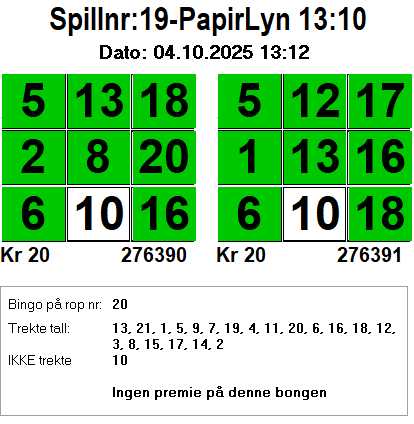 Spillnr:19-PapirLyn 13:10
Dato: 04.10.2025 13:12
5 13 18 5 12 17
2 8 20 1 13 16
6 10 16 6 10 18
Kr 20 276390 Kr 20 276391
Bingo på rop nr: 20
Trekte tall: 13, 21, 1, 5, 9, 7, 19, 4, 11, 20, 6, 16, 18, 12,
3, 8, 15, 17, 14, 2
IKKE trekte 10
Ingen premie på denne bongen